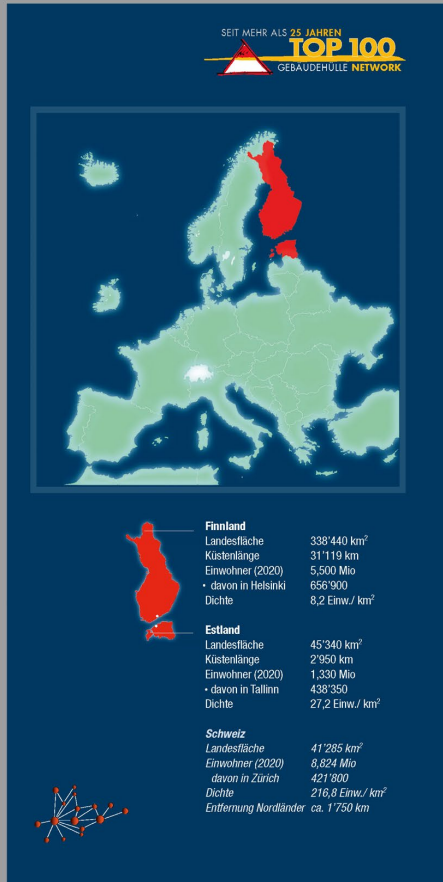 SEIT MEHR ALS 25 JAHREN
TOP 100
GEBÄUDEHÜLLE NETWORK
Finnland
Landesfläche 338'440 km²
Küstenlänge 31'119 km
Einwohner (2020) 5,500 Mio
• davon in Helsinki 656'900
Dichte 8,2 Einw./ km²
Estland
Landesfläche 45'340 km²
Küstenlänge 2'950 km
Einwohner (2020) 1,330 Mio
• davon in Tallinn 438'350
Dichte 27,2 Einw./ km²
Schweiz
Landesfläche 41'285 km²
Einwohner (2020) 8,824 Mio
davon in Zürich 421'800
Dichte 216,8 Einw./ km²
Entfernung Nordländer ca. 1'750 km